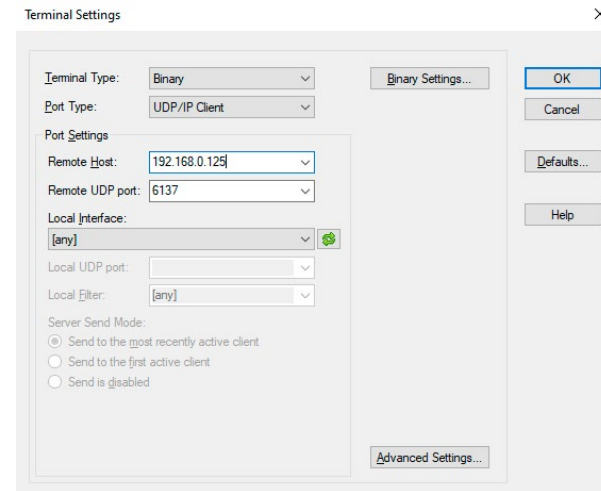 Terminal Settings
Terminal Type: Binary Binary Settings... OK
Port Type: UDP/IP Client Cancel
Port Settings
Remote Host: 192.168.0.125 Defaults...
Remote UDP port: 6137
Local Interface: Help
[any]
Local UDP port:
Local Filter: [any]
Server Send Mode:
Send to the most recently active client
Send to the first active client
Send is disabled
Advanced Settings...